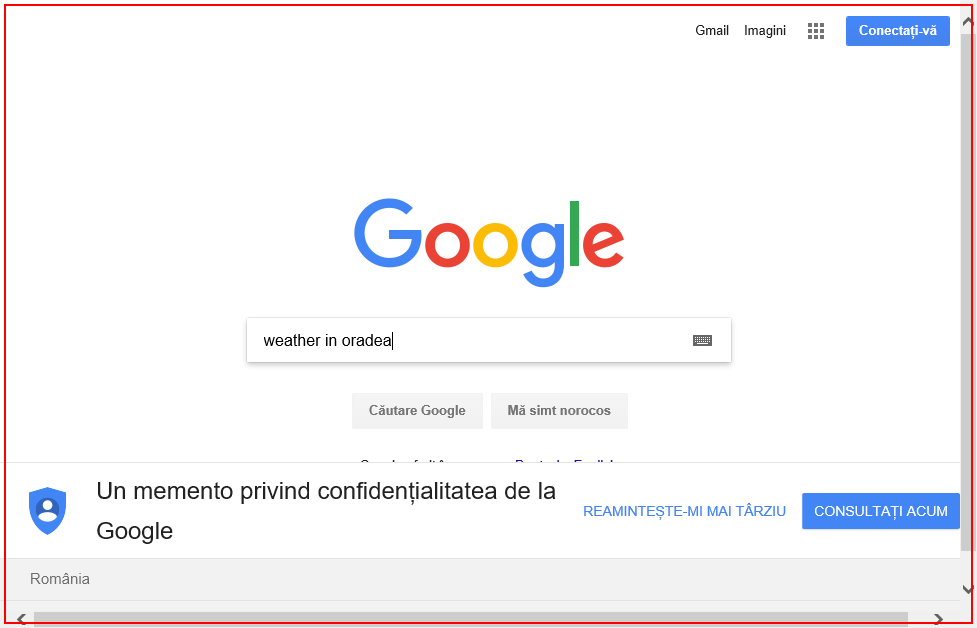 Gmail Imagini Conectați-vă
Google
weather in oradea
Căutare Google Mă simt norocos
Un memento privind confidențialitatea de la
Google
REAMINTEȘTE-MI MAI TÂRZIU CONSULTAȚI ACUM
România